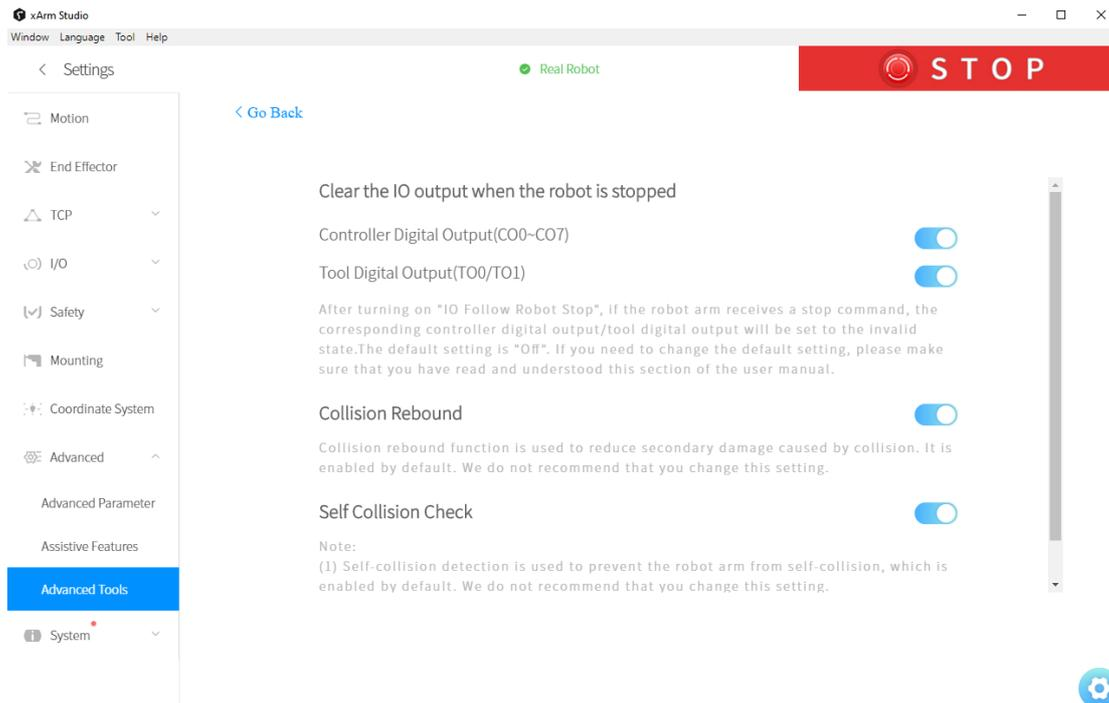 xArm Studio
Window Language Tool Help
Settings
Real Robot
STOP
Motion
End Effector
TCP
I/O
Safety
Mounting
Coordinate System
Advanced
Advanced Parameter
Assistive Features
Advanced Tools
System
Go Back
Clear the IO output when the robot is stopped
Controller Digital Output(CO0~CO7)
Tool Digital Output(TO0/TO1)
After turning on "IO Follow Robot Stop", if the robot arm receives a stop command, the
corresponding controller digital output/tool digital output will be set to the invalid
state.The default setting is "Off". If you need to change the default setting, please make
sure that you have read and understood this section of the user manual.
Collision Rebound
Collision rebound function is used to reduce secondary damage caused by collision. It is
enabled by default. We do not recommend that you change this setting.
Self Collision Check
Note:
(1) Self-collision detection is used to prevent the robot arm from self-collision, which is
enabled by default. We do not recommend that you change this setting.